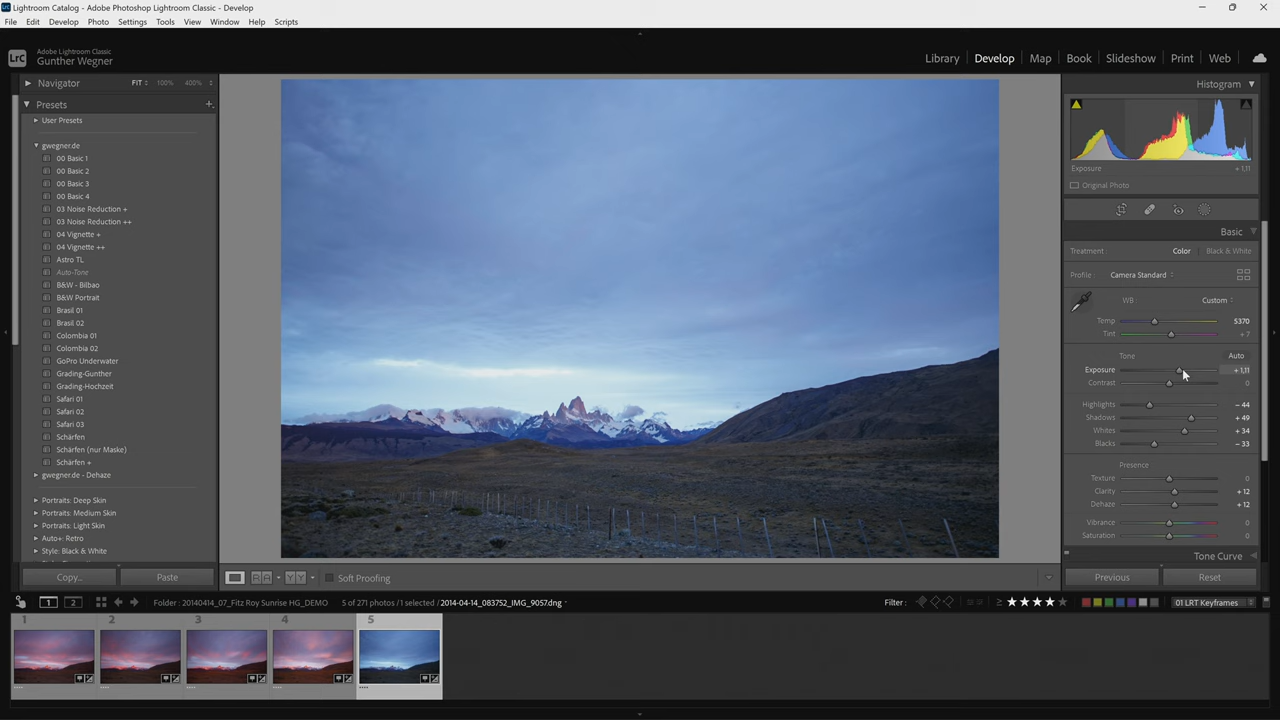 Lightroom Catalog - Adobe Photoshop Lightroom Classic - Develop
File Edit Develop Photo Settings Tools View Window Help Scripts
LrC Adobe Lightroom Classic
Gunther Wegner
Library Develop Map Book Slideshow Print Web
Navigator FIT 100% 400%
Presets
User Presets
gwegner.de
00 Basic 1
00 Basic 2
00 Basic 3
00 Basic 4
03 Noise Reduction +
03 Noise Reduction ++
04 Vignette +
04 Vignette ++
Astro TL
Auto-Tone
B&W - Bilbao
B&W Portrait
Brasil 01
Brasil 02
Colombia 01
Colombia 02
GoPro Underwater
Grading-Gunther
Grading-Hochzeit
Safari 01
Safari 02
Safari 03
Schärfen
Schärfen (nur Maske)
Schärfen +
gwegner.de - Dehaze
Portraits: Deep Skin
Portraits: Medium Skin
Portraits: Light Skin
Auto+: Retro
Style: Black & White
Copy... Paste
Soft Proofing
Histogram
Exposure +1,11
Original Photo
Basic
Treatment: Color Black & White
Profile: Camera Standard
WB: Custom
Temp 5370
Tint +7
Tone Auto
Exposure +1,11
Contrast 0
Highlights −44
Shadows +49
Whites +34
Blacks −33
Presence
Texture 0
Clarity +12
Dehaze +12
Vibrance 0
Saturation 0
Tone Curve
Previous Reset
1 2 Folder : 20140414_07_Fitz Roy Sunrise HG_DEMO 5 of 271 photos /1 selected /2014-04-14_083752_IMG_9057.dng
Filter : 01 LRT Keyframes
1 2 3 4 5